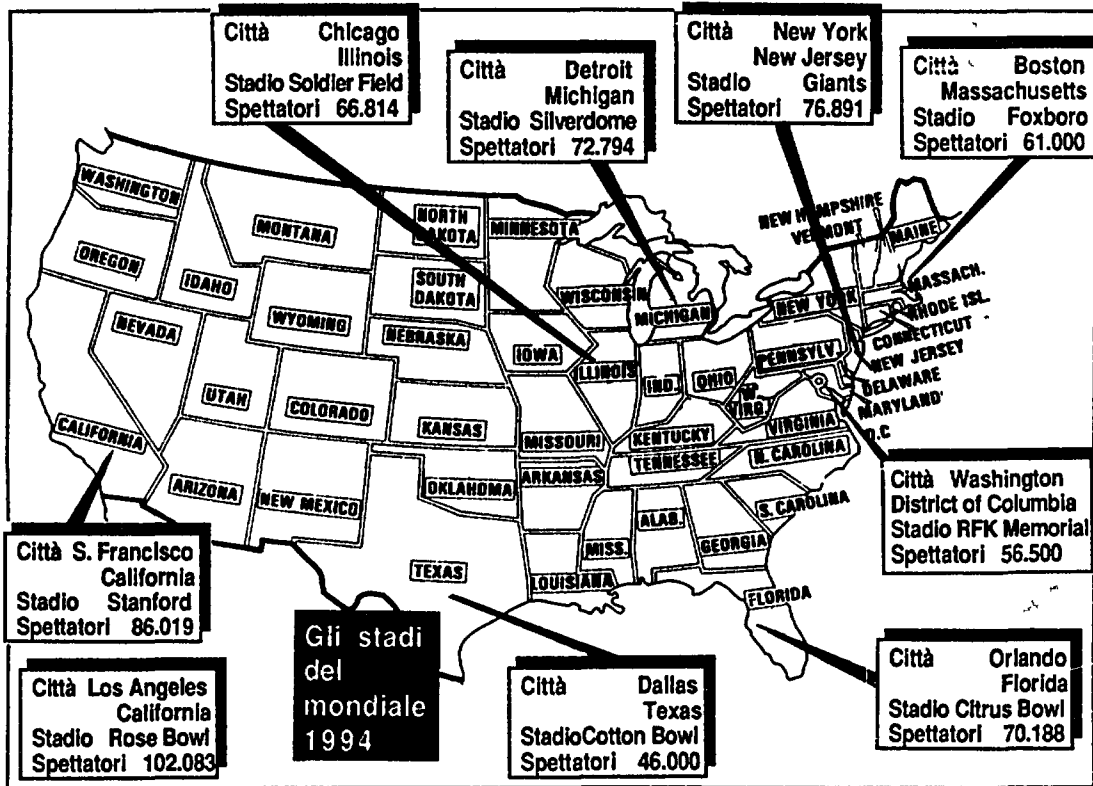 Città Chicago
Illinois
Stadio Soldier Field
Spettatori 66.814
Città Detroit
Michigan
Stadio Silverdome
Spettatori 72.794
Città New York
New Jersey
Stadio Giants
Spettatori 76.891
Città Boston
Massachusetts
Stadio Foxboro
Spettatori 61.000
WASHINGTON
OREGON
IDAHO
MONTANA
NORTH
DAKOTA
SOUTH
DAKOTA
MINNESOTA
WISCONSIN
MICHIGAN
NEW HAMPSHIRE
VERMONT
MAINE
MASSACH.
RHODE ISL.
CONNECTICUT
NEW JERSEY
DELAWARE
MARYLAND
D.C
NEW YORK
PENNSYLV.
NEVADA
WYOMING
NEBRASKA
IOWA
ILLINOIS
IND.
OHIO
W.
VIRG.
VIRGINIA
CALIFORNIA
UTAH
COLORADO
KANSAS
MISSOURI
KENTUCKY
N. CAROLINA
TENNESSEE
ARIZONA
NEW MEXICO
OKLAHOMA
ARKANSAS
S. CAROLINA
ALAB.
MISS.
GEORGIA
TEXAS
LOUISIANA
FLORIDA
Città Washington
District of Columbia
Stadio RFK Memorial
Spettatori 56.500
Città S. Francisco
California
Stadio Stanford
Spettatori 86.019
Città Los Angeles
California
Stadio Rose Bowl
Spettatori 102.083
Gli stadi
del
mondiale
1994
Città Dallas
Texas
StadioCotton Bowl
Spettatori 46.000
Città Orlando
Florida
Stadio Citrus Bowl
Spettatori 70.188